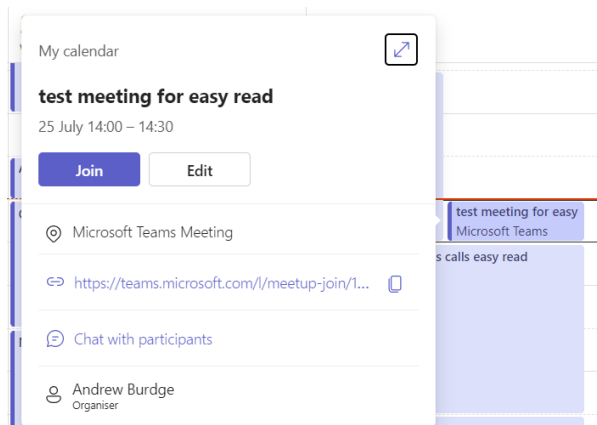 My calendar
test meeting for easy read
25 July 14:00 – 14:30
Join
Edit
Microsoft Teams Meeting
https://teams.microsoft.com/l/meetup-join/1...
Chat with participants
Andrew Burdge
Organiser
test meeting for easy
Microsoft Teams
s calls easy read